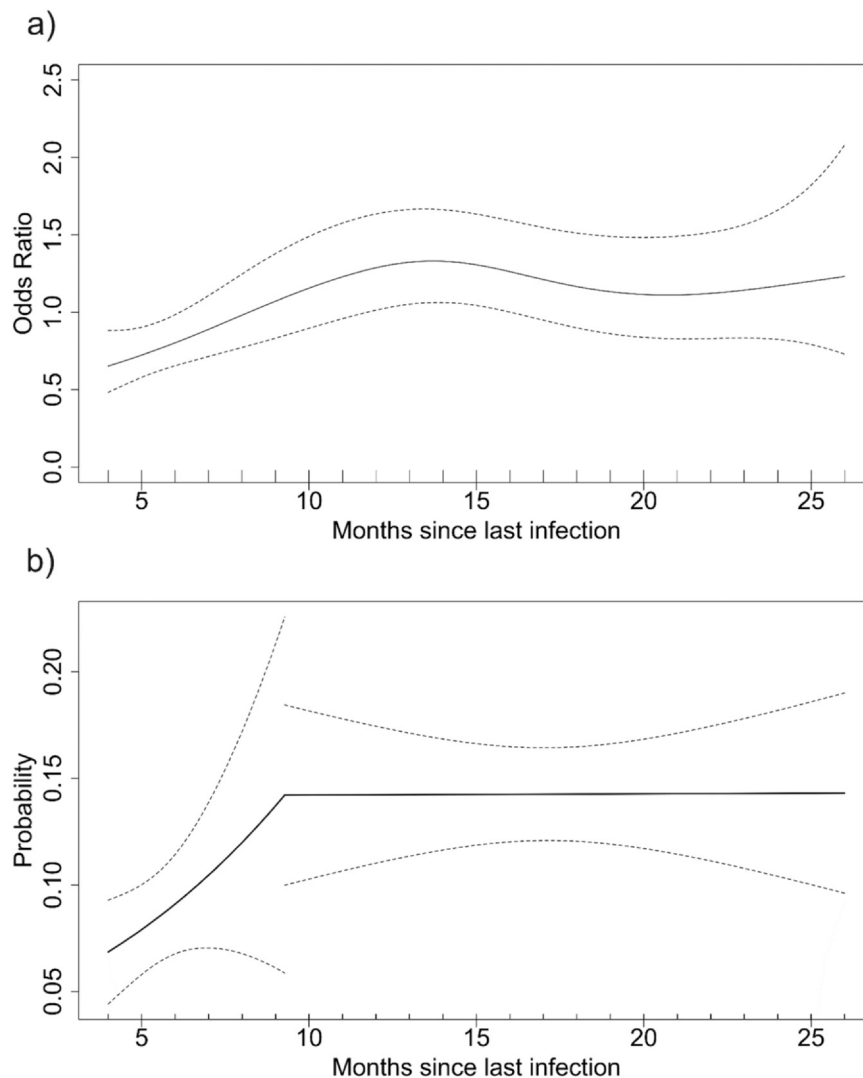 a)
2.5
2.0
1.5
1.0
0.5
0.0
Odds Ratio
5 10 15 20 25
Months since last infection
b)
0.20
0.15
0.10
0.05
Probability
5 10 15 20 25
Months since last infection